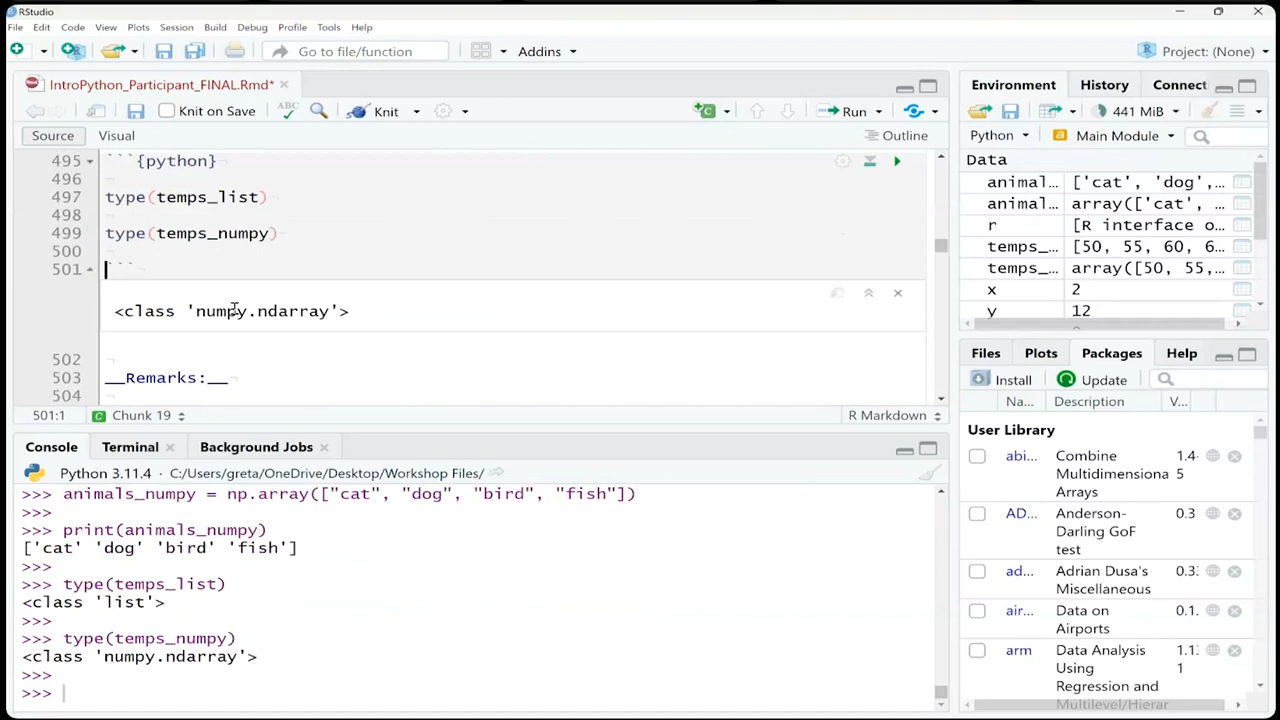 RStudio
File Edit Code View Plots Session Build Debug Profile Tools Help
Go to file/function Addins Project: (None)
IntroPython_Participant_FINAL.Rmd*
Knit on Save ABC Knit Run
Source Visual Outline
495 ```{python}
496
497 type(temps_list)
498
499 type(temps_numpy)
500
501 ```
<class 'numpy.ndarray'>
502
503 __Remarks:__
504
501:1 Chunk 19 R Markdown
Console Terminal Background Jobs
Python 3.11.4 · C:/Users/greta/OneDrive/Desktop/Workshop Files/
>>> animals_numpy = np.array(["cat", "dog", "bird", "fish"])
>>>
>>> print(animals_numpy)
['cat' 'dog' 'bird' 'fish']
>>>
>>> type(temps_list)
<class 'list'>
>>>
>>> type(temps_numpy)
<class 'numpy.ndarray'>
>>>
>>>
Environment History Connect
441 MiB
Python Main Module
Data
animal… ['cat', 'dog',…
animal… array(['cat', …
r [R interface o…
temps_… [50, 55, 60, 6…
temps_… array([50, 55,…
x 2
y 12
Files Plots Packages Help
Install Update
Na... Description V...
User Library
abi... Combine Multidimensiona Arrays 1.4-5
AD... Anderson-Darling GoF test 0.3
ad... Adrian Dusa's Miscellaneous 0.3
air... Data on Airports 0.1.
arm Data Analysis Using Regression and Multilevel/Hierar 1.1 1